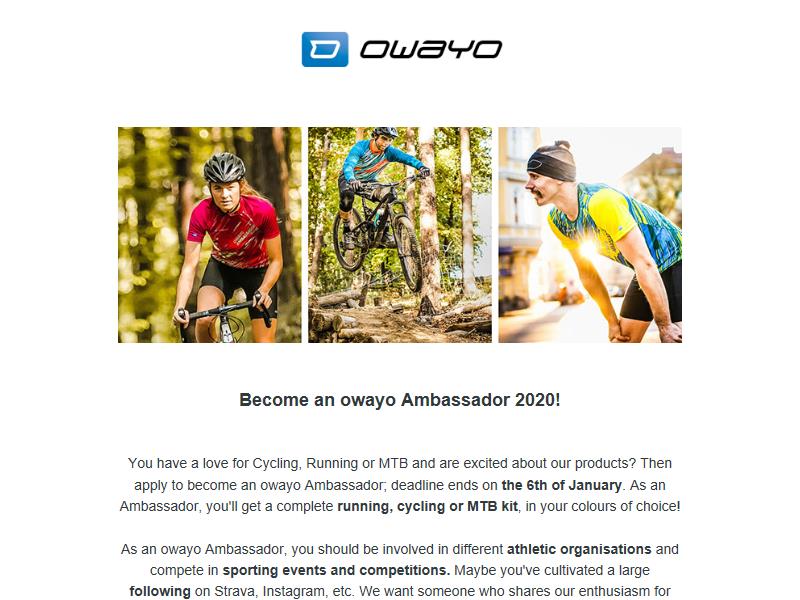 owayo
Become an owayo Ambassador 2020!
You have a love for Cycling, Running or MTB and are excited about our products? Then
apply to become an owayo Ambassador; deadline ends on the 6th of January. As an
Ambassador, you'll get a complete running, cycling or MTB kit, in your colours of choice!
As an owayo Ambassador, you should be involved in different athletic organisations and
compete in sporting events and competitions. Maybe you've cultivated a large
following on Strava, Instagram, etc. We want someone who shares our enthusiasm for